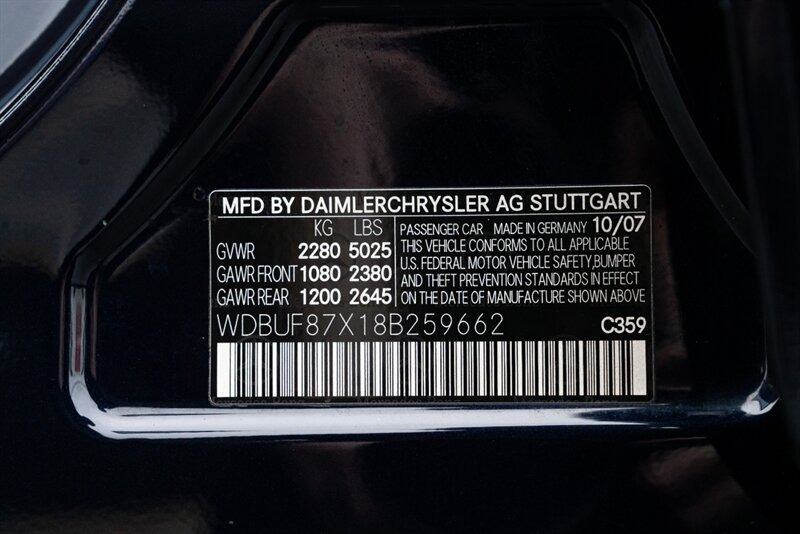 MFD BY DAIMLERCHRYSLER AG STUTTGART
KG LBS
GVWR 2280 5025
GAWR FRONT 1080 2380
GAWR REAR 1200 2645
PASSENGER CAR MADE IN GERMANY 10/07
THIS VEHICLE CONFORMS TO ALL APPLICABLE
U.S. FEDERAL MOTOR VEHICLE SAFETY,BUMPER
AND THEFT PREVENTION STANDARDS IN EFFECT
ON THE DATE OF MANUFACTURE SHOWN ABOVE
WDBUF87X18B259662 C359